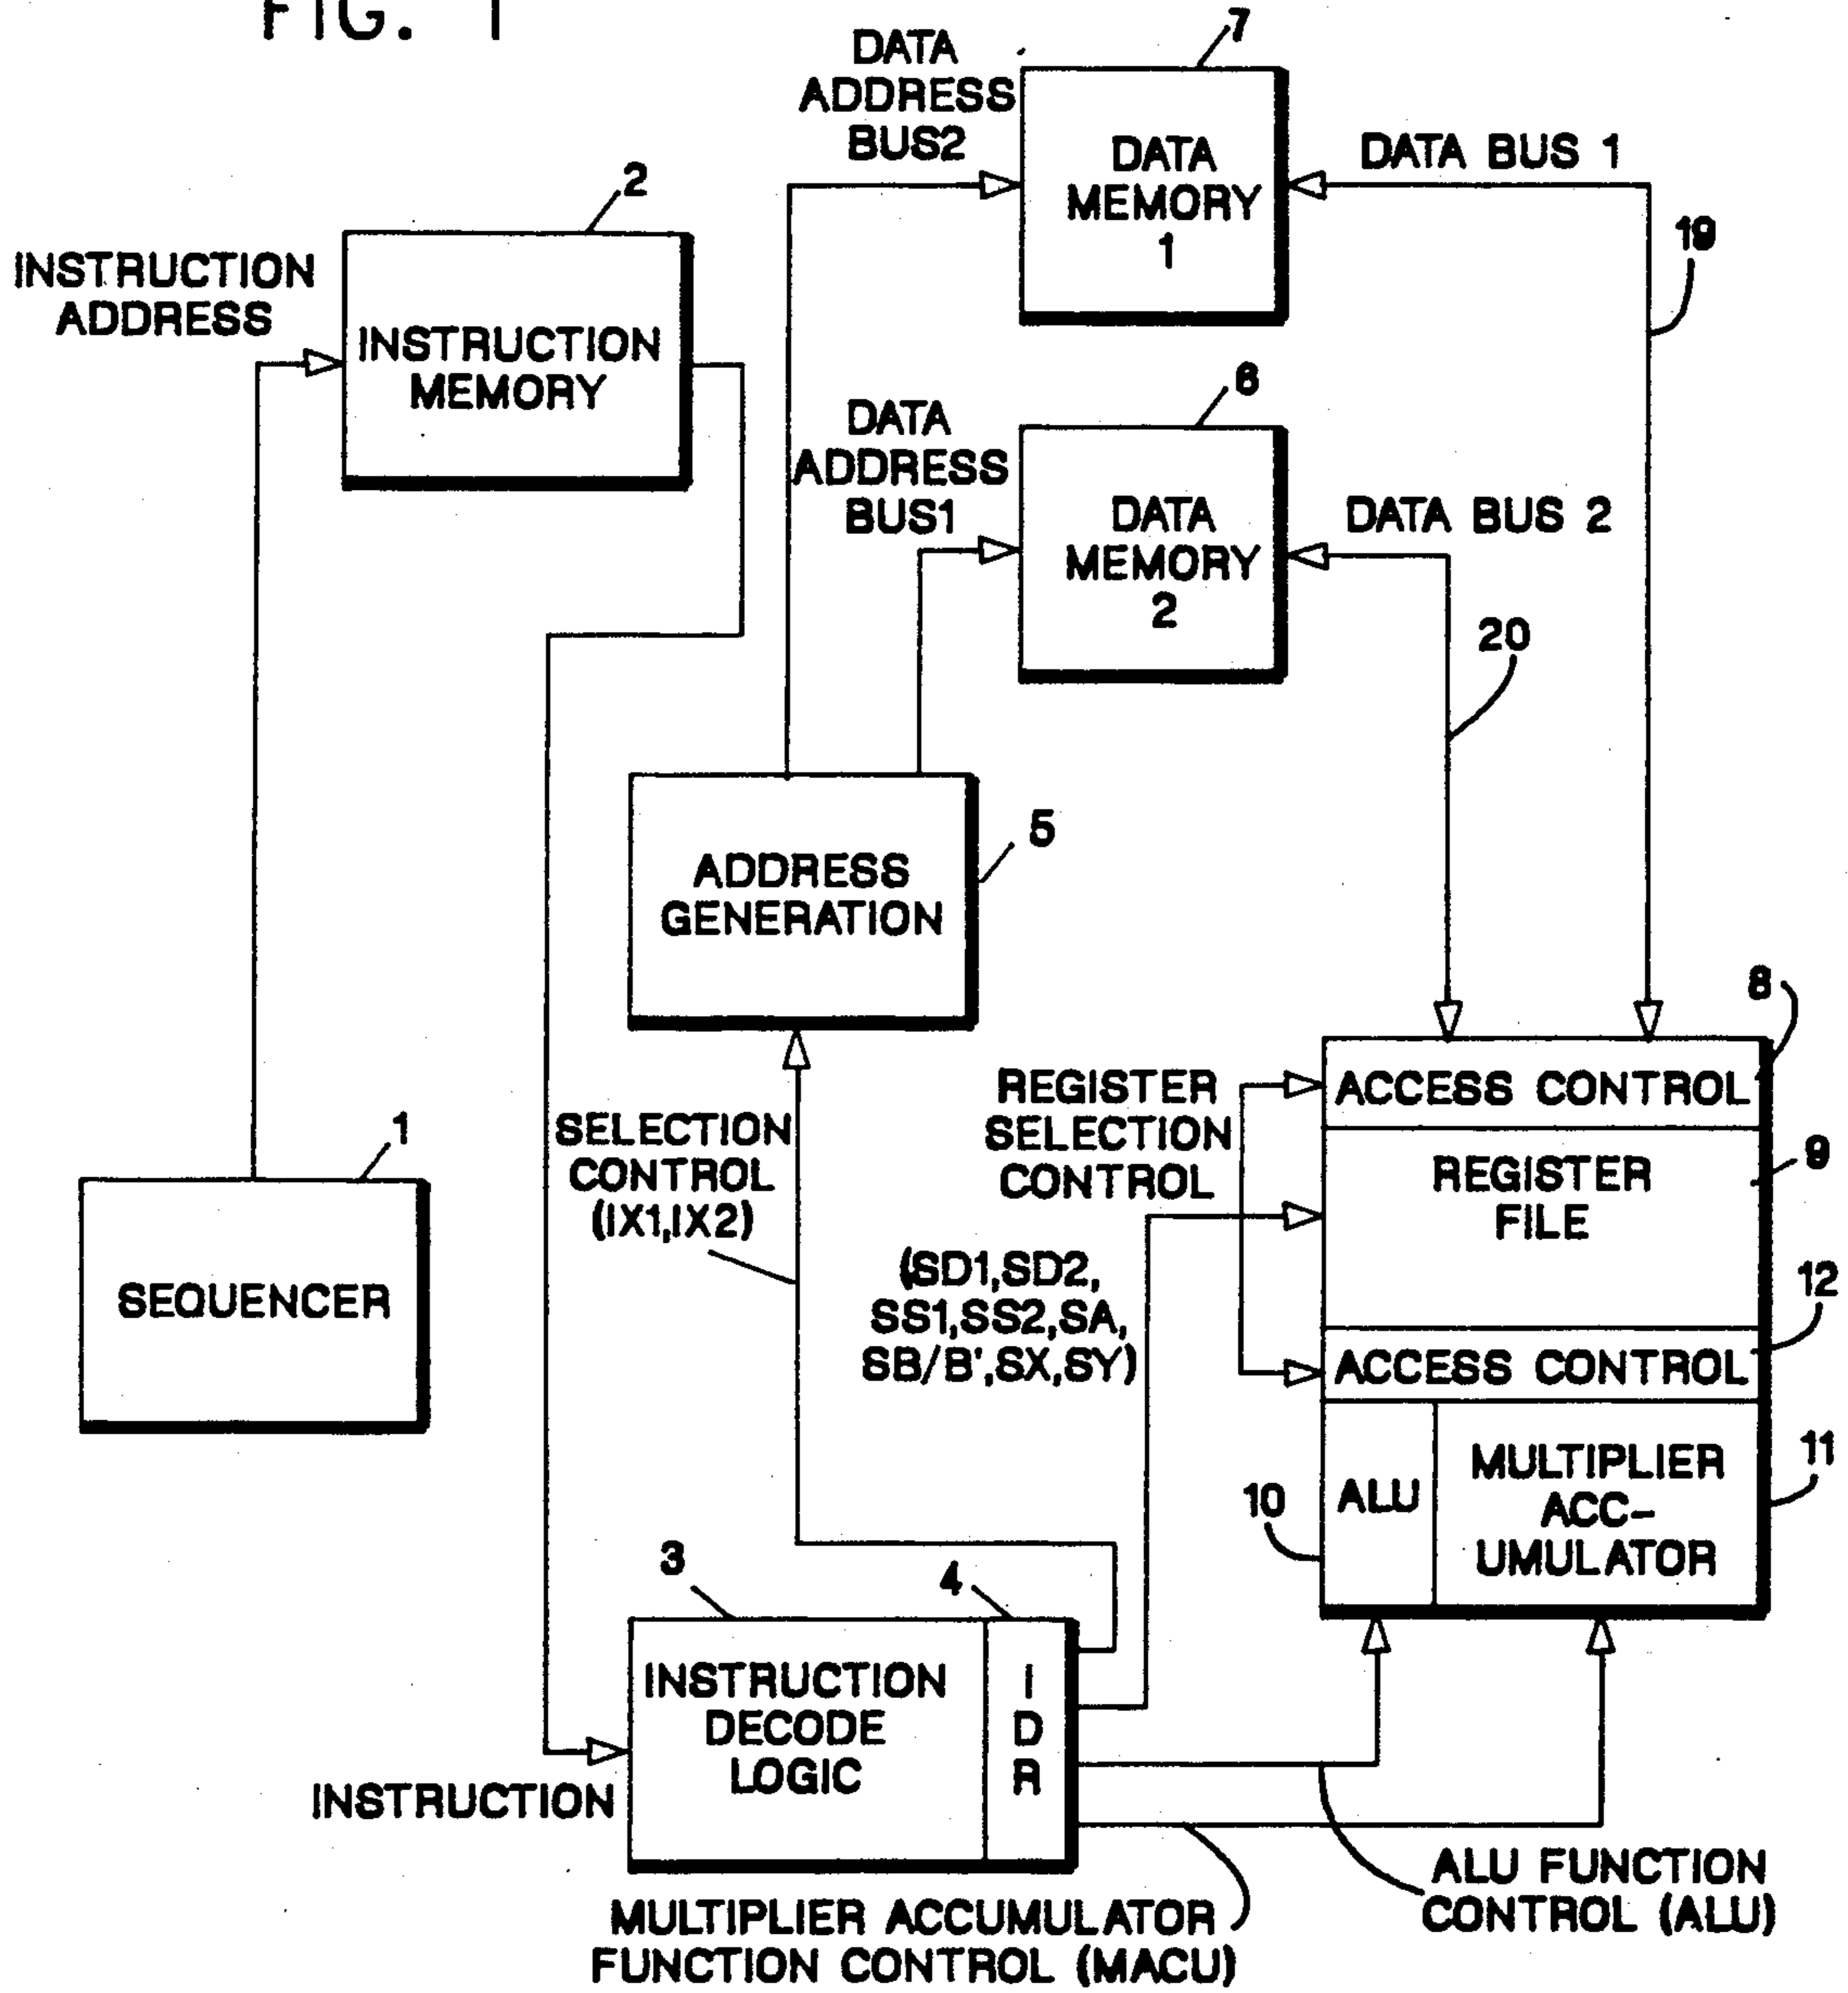 FIG. 1
DATA
ADDRESS
BUS2
7
DATA
MEMORY
1
DATA BUS 1
19
2
INSTRUCTION
ADDRESS
INSTRUCTION
MEMORY
6
DATA
ADDRESS
BUS1
DATA
MEMORY
2
DATA BUS 2
20
5
ADDRESS
GENERATION
8
ACCESS CONTROL
REGISTER
SELECTION
CONTROL
9
REGISTER
FILE
1
SEQUENCER
SELECTION
CONTROL
(IX1,IX2)
(SD1,SD2,
SS1,SS2,SA,
SB/B',SX,SY)
12
ACCESS CONTROL
10
ALU
MULTIPLIER
ACC-
UMULATOR
11
3
4
INSTRUCTION
DECODE
LOGIC
I
D
R
INSTRUCTION
ALU FUNCTION
CONTROL (ALU)
MULTIPLIER ACCUMULATOR
FUNCTION CONTROL (MACU)